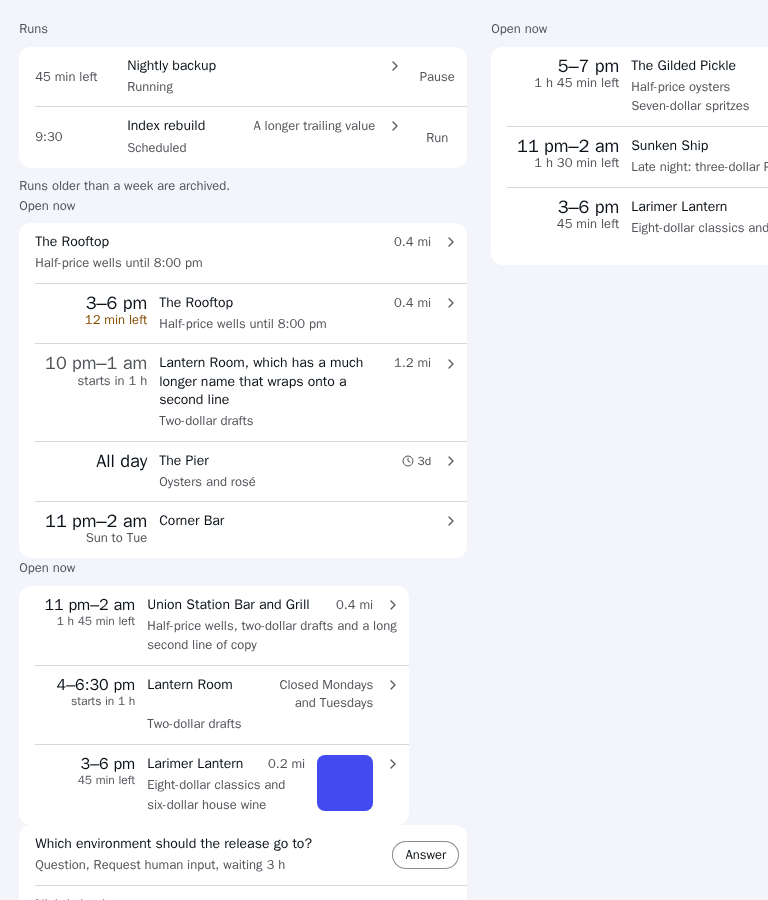 Runs
45 min left
Nightly backup
Running
Pause
9:30
Index rebuild
A longer trailing value
Scheduled
Run
Runs older than a week are archived.
Open now
The Rooftop
0.4 mi
Half-price wells until 8:00 pm
3–6 pm
12 min left
The Rooftop
0.4 mi
Half-price wells until 8:00 pm
10 pm–1 am
starts in 1 h
Lantern Room, which has a much
longer name that wraps onto a
second line
1.2 mi
Two-dollar drafts
All day
The Pier
3d
Oysters and rosé
11 pm–2 am
Sun to Tue
Corner Bar
Open now
11 pm–2 am
1 h 45 min left
Union Station Bar and Grill
0.4 mi
Half-price wells, two-dollar drafts and a long
second line of copy
4–6:30 pm
starts in 1 h
Lantern Room
Closed Mondays
and Tuesdays
Two-dollar drafts
3–6 pm
45 min left
Larimer Lantern
0.2 mi
Eight-dollar classics and
six-dollar house wine
Which environment should the release go to?
Question, Request human input, waiting 3 h
Answer
Open now
5–7 pm
1 h 45 min left
The Gilded Pickle
Half-price oysters
Seven-dollar spritzes
11 pm–2 am
1 h 30 min left
Sunken Ship
Late night: three-dollar
3–6 pm
45 min left
Larimer Lantern
Eight-dollar classics and